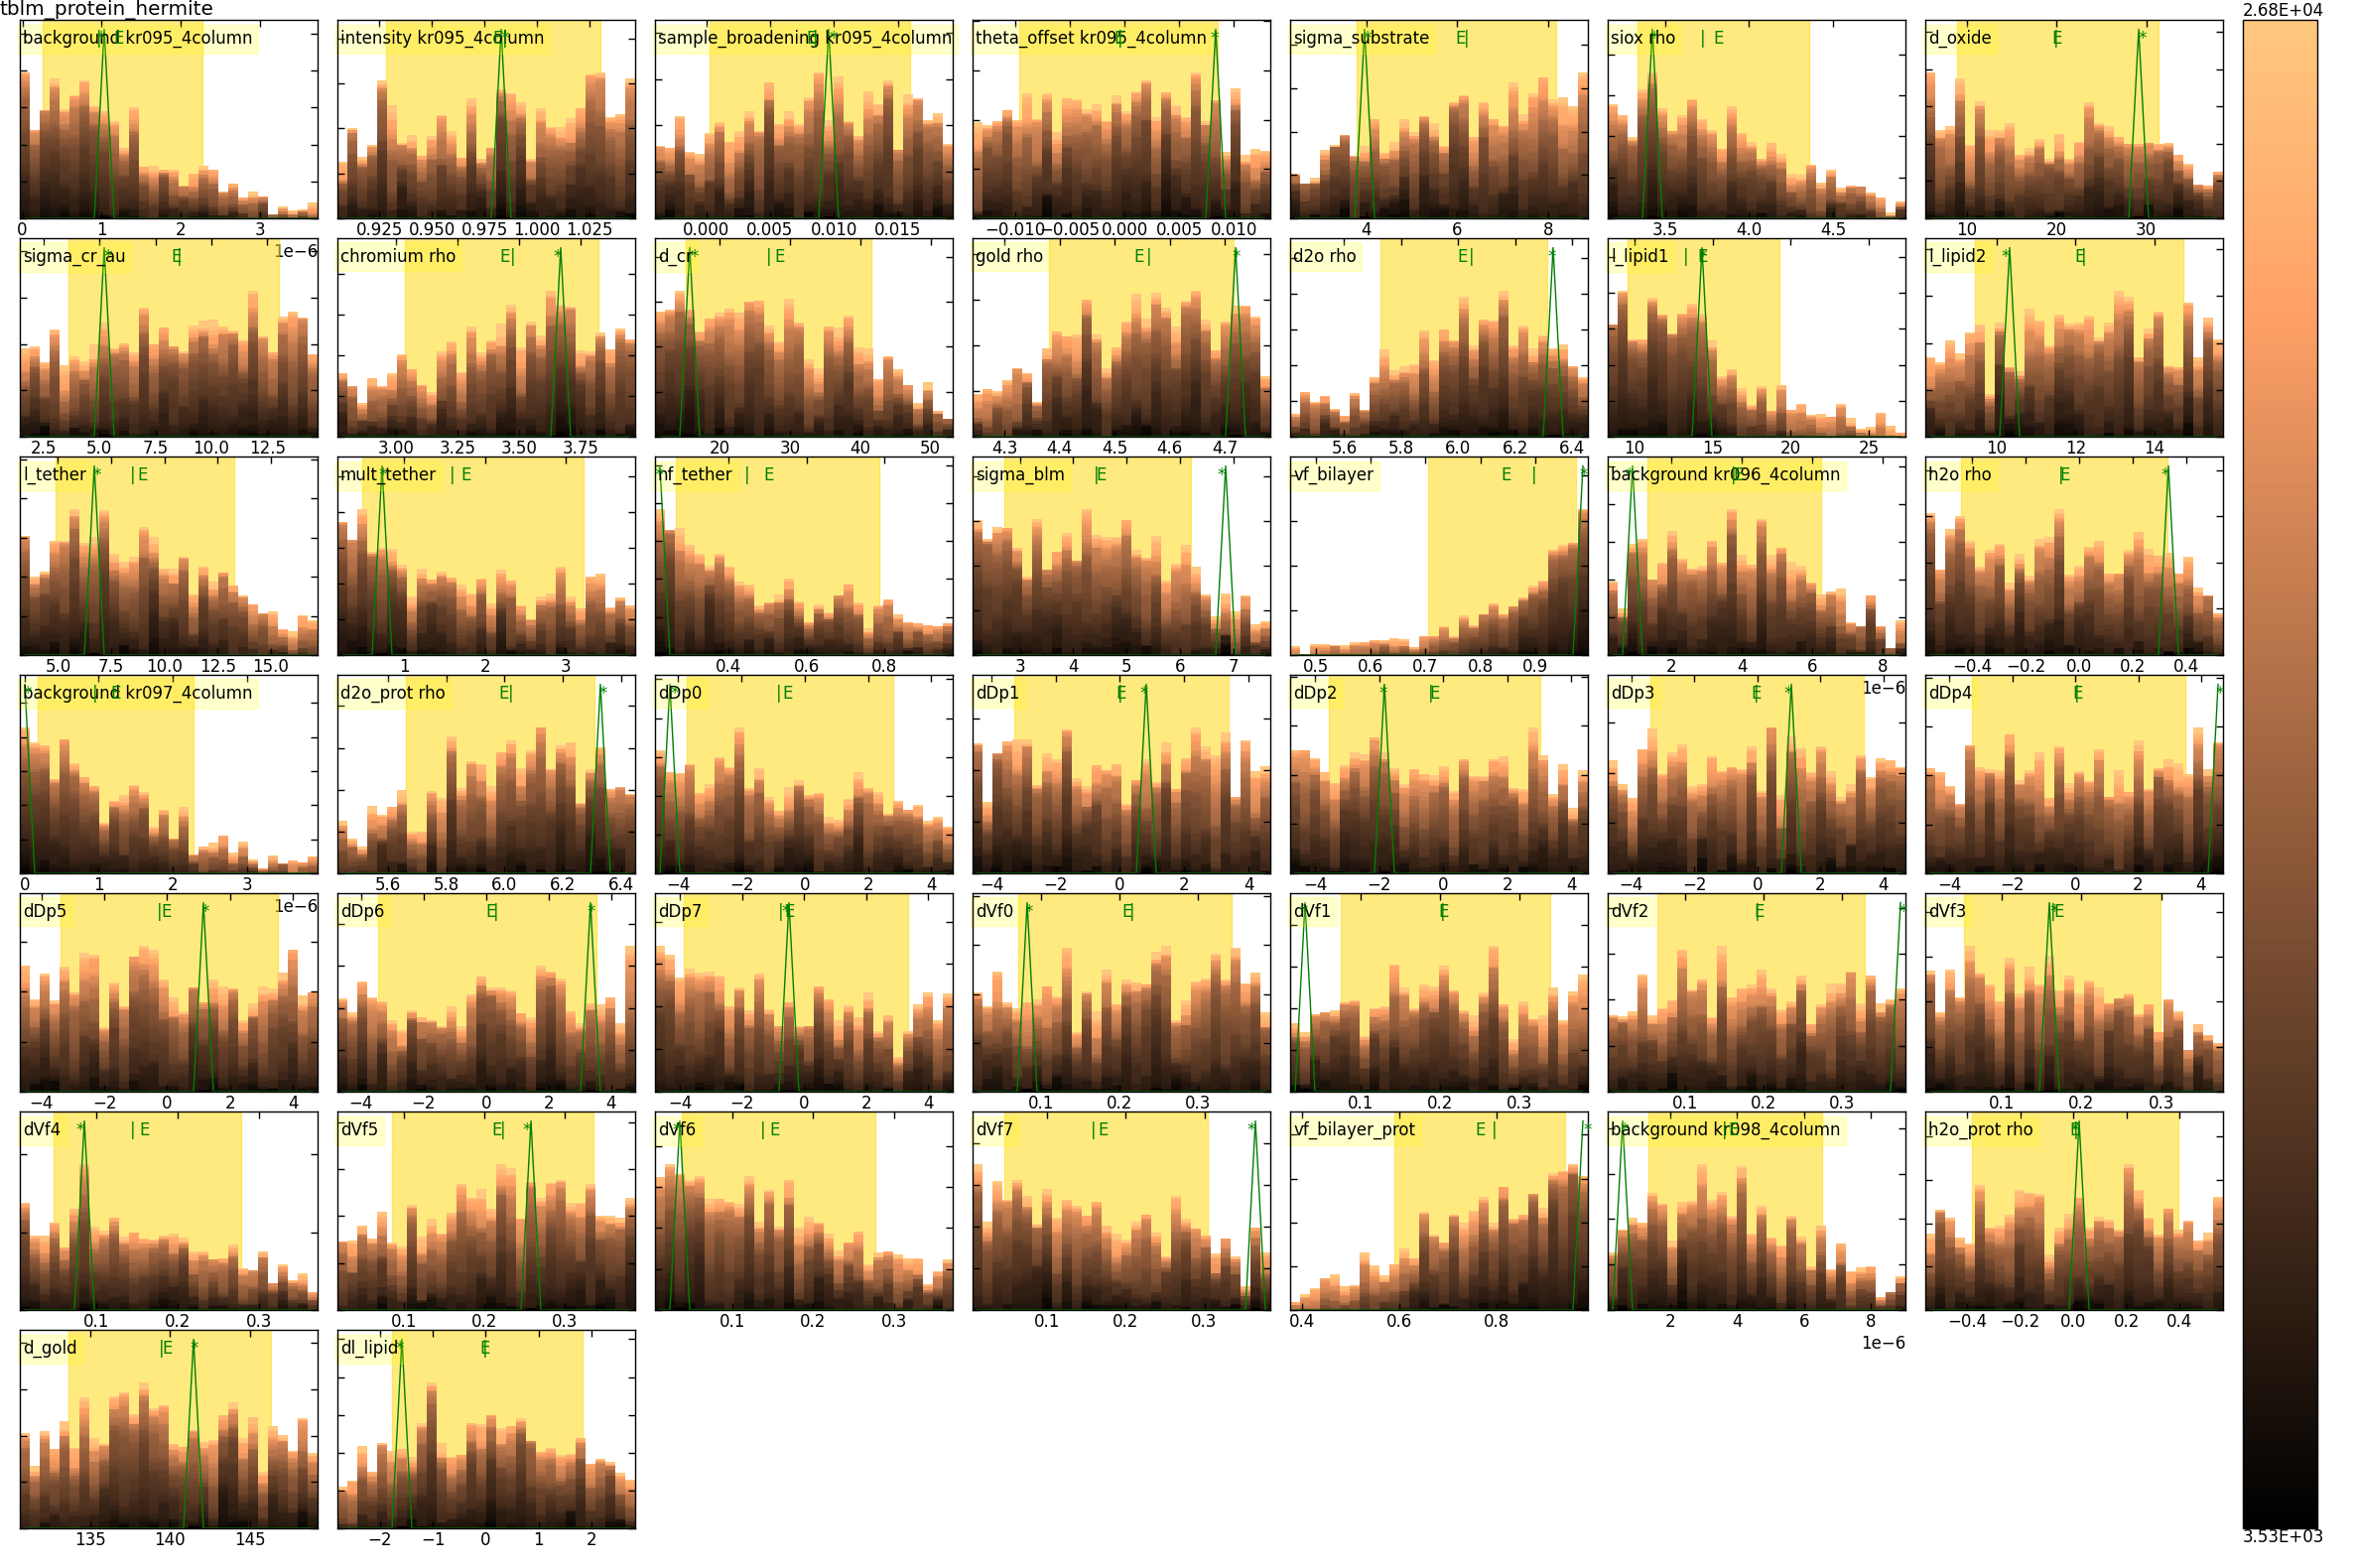 tblm_protein_hermite
2.68E+04
background kr095_4column
intensity kr095_4column
sample_broadening kr095_4column
theta_offset kr095_4column
sigma_substrate
siox rho
d_oxide
0 1 2 3
0.925 0.950 0.975 1.000 1.025
0.000 0.005 0.010 0.015
−0.010 −0.005 0.000 0.005 0.010
4 6 8
3.5 4.0 4.5
10 20 30
1e−6
sigma_cr_au
chromium rho
d_cr
gold rho
d2o rho
l_lipid1
l_lipid2
2.5 5.0 7.5 10.0 12.5
3.00 3.25 3.50 3.75
20 30 40 50
4.3 4.4 4.5 4.6 4.7
5.6 5.8 6.0 6.2 6.4
10 15 20 25
10 12 14
l_tether
mult_tether
nf_tether
sigma_blm
vf_bilayer
background kr096_4column
h2o rho
5.0 7.5 10.0 12.5 15.0
1 2 3
0.4 0.6 0.8
3 4 5 6 7
0.5 0.6 0.7 0.8 0.9
2 4 6 8
−0.4 −0.2 0.0 0.2 0.4
1e−6
background kr097_4column
d2o_prot rho
dDp0
dDp1
dDp2
dDp3
dDp4
0 1 2 3
5.6 5.8 6.0 6.2 6.4
−4 −2 0 2 4
−4 −2 0 2 4
−4 −2 0 2 4
−4 −2 0 2 4
−4 −2 0 2 4
1e−6
dDp5
dDp6
dDp7
dVf0
dVf1
dVf2
dVf3
−4 −2 0 2 4
−4 −2 0 2 4
−4 −2 0 2 4
0.1 0.2 0.3
0.1 0.2 0.3
0.1 0.2 0.3
0.1 0.2 0.3
dVf4
dVf5
dVf6
dVf7
vf_bilayer_prot
background kr098_4column
h2o_prot rho
0.1 0.2 0.3
0.1 0.2 0.3
0.1 0.2 0.3
0.1 0.2 0.3
0.4 0.6 0.8
2 4 6 8
−0.4 −0.2 0.0 0.2 0.4
1e−6
d_gold
dl_lipid
135 140 145
−2 −1 0 1 2
3.53E+03